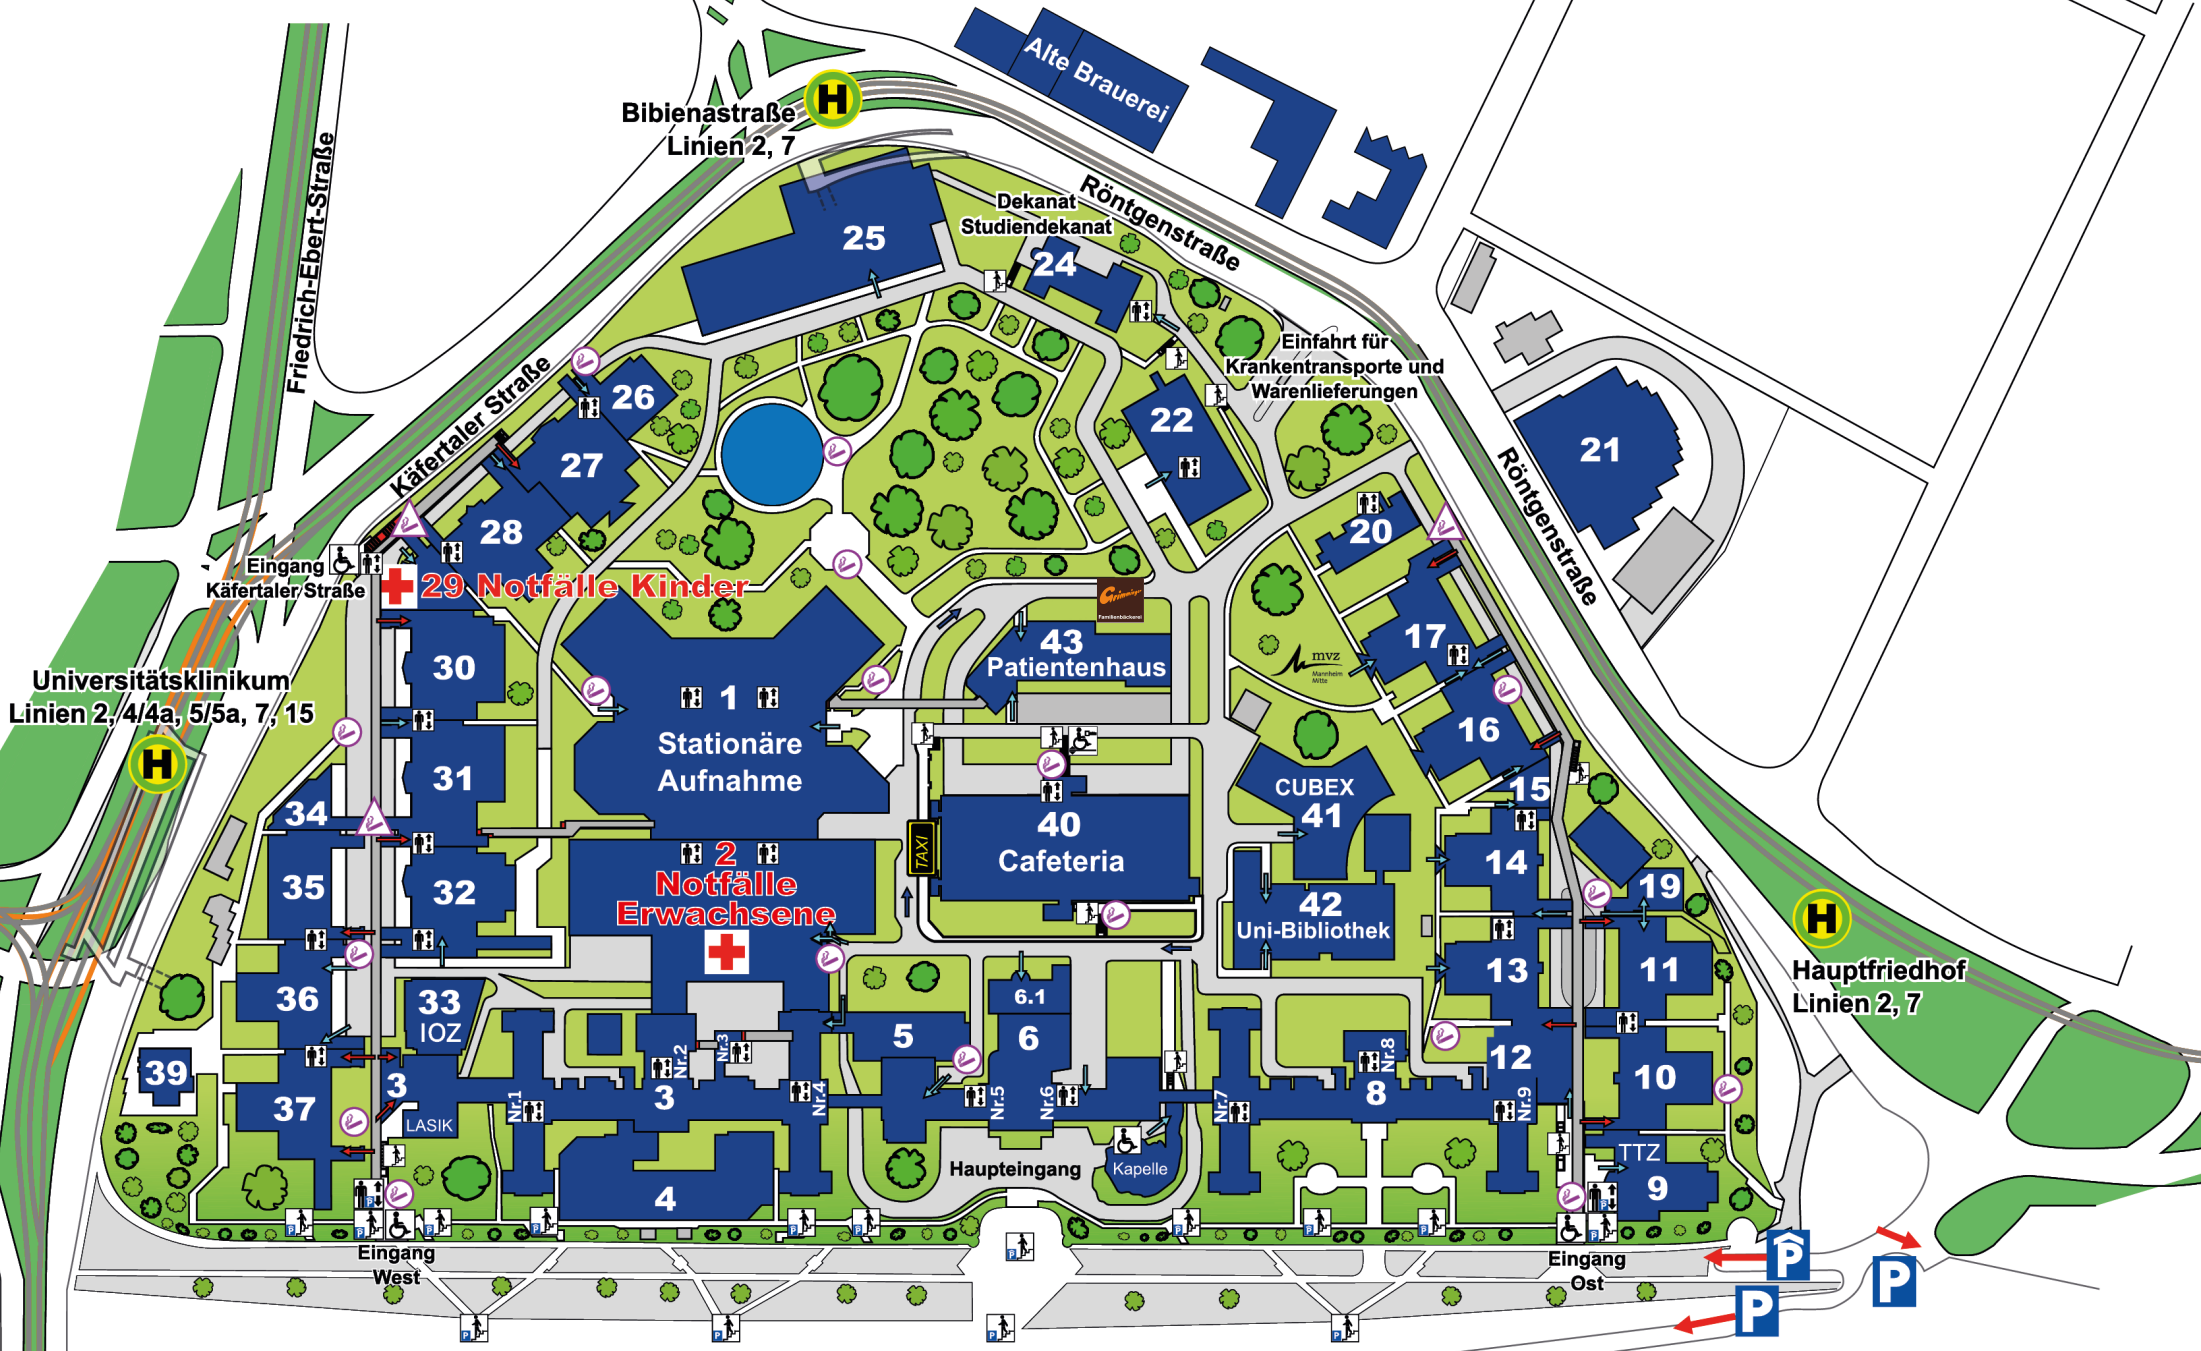 Alte Brauerei
H
Bibienastraße
Linien 2, 7
Friedrich-Ebert-Straße
Röntgenstraße
Dekanat
Studiendekanat
25
24
Einfahrt für
Krankentransporte und
Warenlieferungen
Käfertaler Straße
26
22
21
27
Röntgenstraße
28
20
Eingang
Käfertaler Straße
29 Notfälle Kinder
Grimminger
Familienbäckerei
17
43
Patientenhaus
mvz
Mannheim
Mitte
30
Universitätsklinikum
Linien 2, 4/4a, 5/5a, 7, 15
H
1
Stationäre
Aufnahme
16
31
CUBEX
41
15
34
40
Cafeteria
TAXI
2
Notfälle
Erwachsene
14
35
32
19
42
Uni-Bibliothek
H
Hauptfriedhof
Linien 2, 7
36
33
IOZ
6.1
13
11
5
6
12
39
3
Nr.1
3
Nr.2
Nr.3
Nr.4
Nr.5
Nr.6
Nr.7
8
Nr.8
Nr.9
10
37
LASIK
Haupteingang
Kapelle
TTZ
9
4
Eingang
West
Eingang
Ost
P
P
P